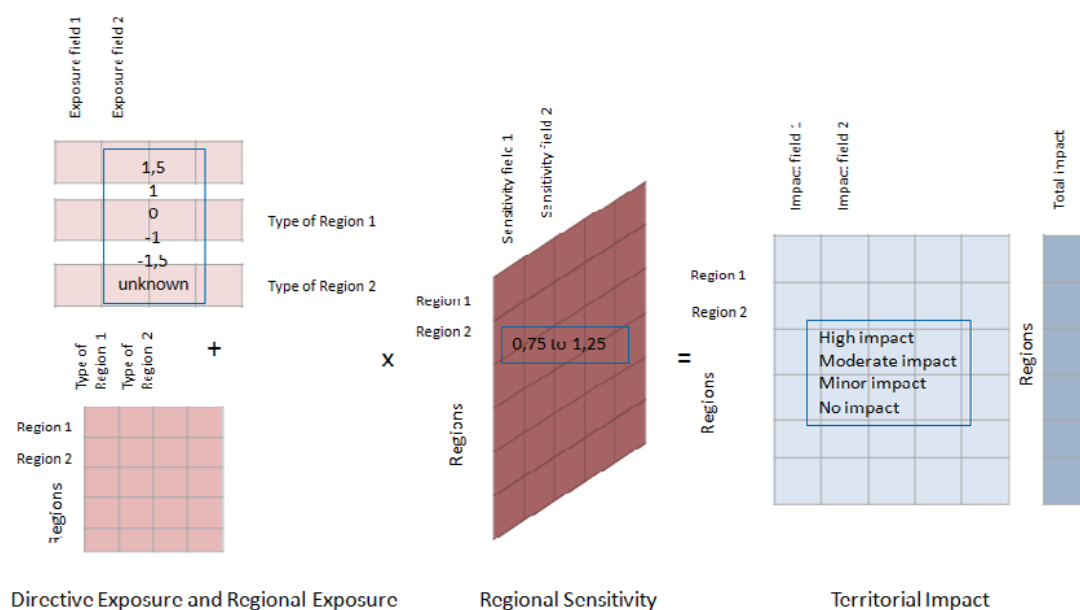 Exposure field 1
Exposure field 2
1,5
1
0
-1
-1,5
unknown
Type of Region 1
Type of Region 2
+
Type of
Region 1
Type of
Region 2
Region 1
Region 2
Regions
Directive Exposure and Regional Exposure
x
Sensitivity field 1
Sensitivity field 2
Region 1
Region 2
0,75 to 1,25
Regions
Regional Sensitivity
=
Impact field 1
Impact field 2
Total impact
Region 1
Region 2
High impact
Moderate impact
Minor impact
No impact
Regions
Regions
Territorial Impact